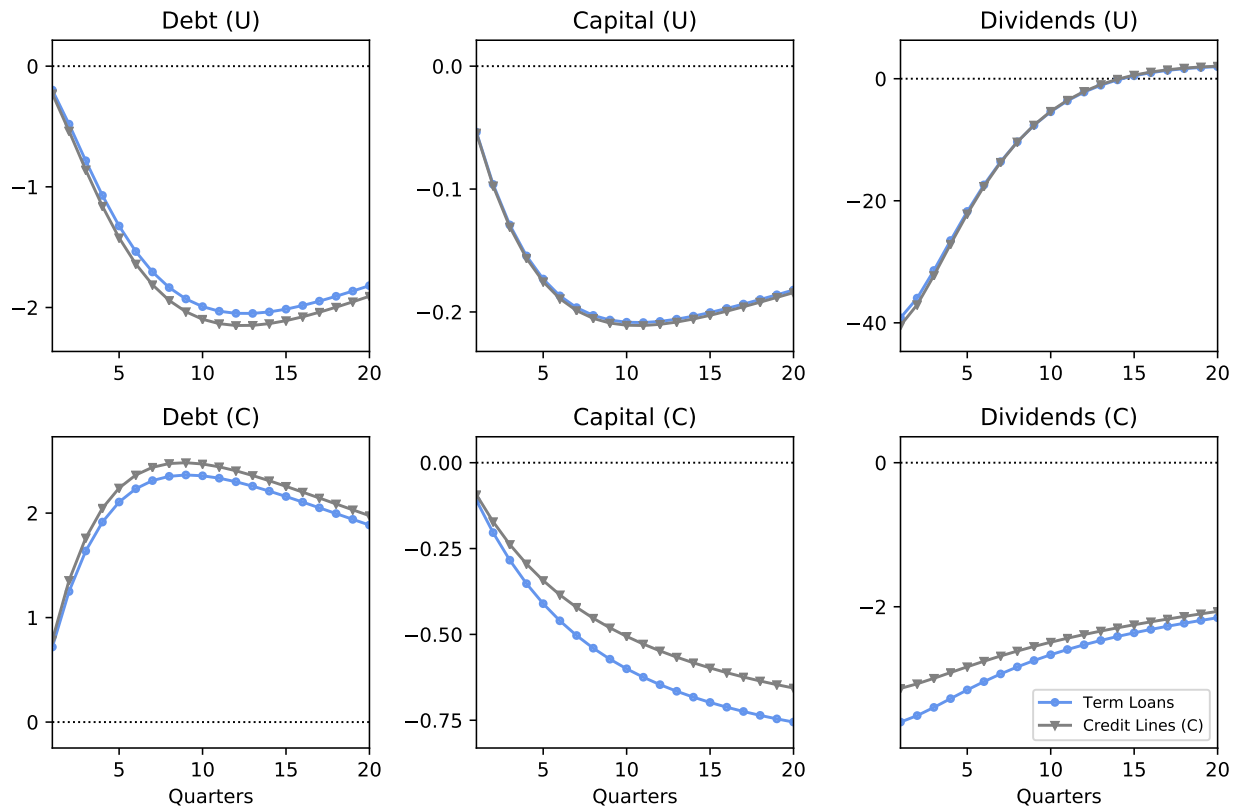 Debt (U)
0
−1
−2
5 10 15 20
Capital (U)
0.0
−0.1
−0.2
5 10 15 20
Dividends (U)
0
−20
−40
5 10 15 20
Debt (C)
2
1
0
5 10 15 20
Quarters
Capital (C)
0.00
−0.25
−0.50
−0.75
5 10 15 20
Quarters
Dividends (C)
0
−2
Term Loans
Credit Lines (C)
5 10 15 20
Quarters